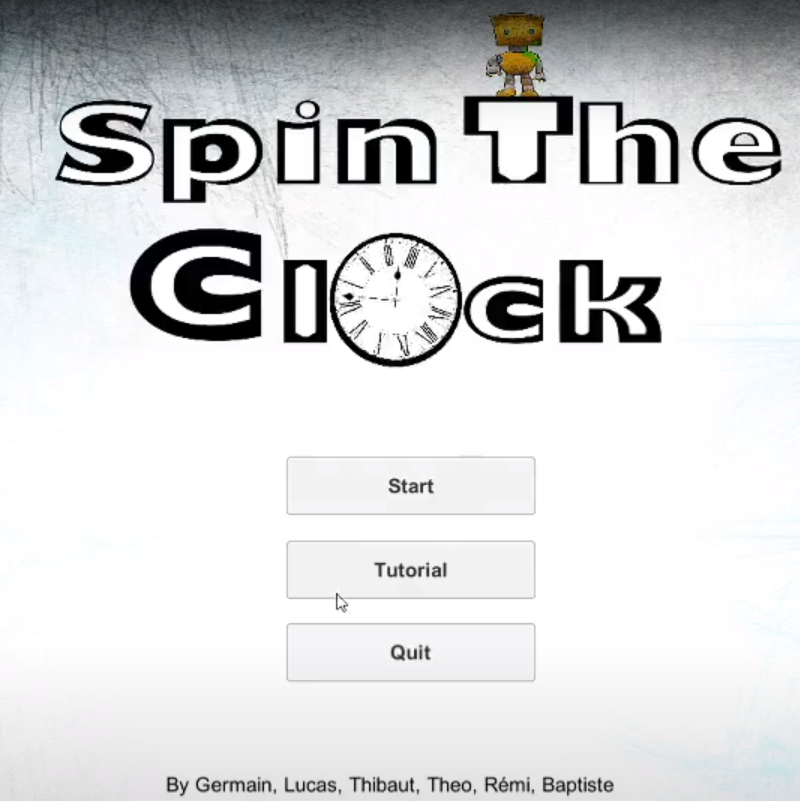 Spin The
Clock
Start
Tutorial
Quit
By Germain, Lucas, Thibaut, Theo, Rémi, Baptiste